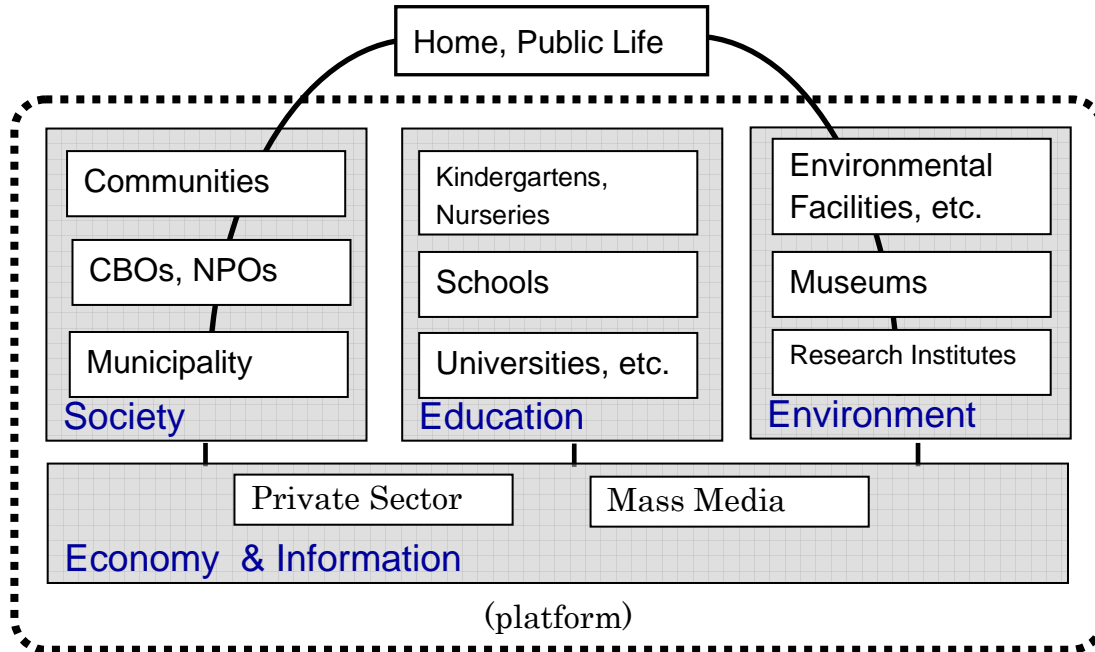 Home, Public Life
Communities
CBOs, NPOs
Municipality
Society
Kindergartens,
Nurseries
Schools
Universities, etc.
Education
Environmental
Facilities, etc.
Museums
Research Institutes
Environment
Private Sector
Mass Media
Economy & Information
(platform)